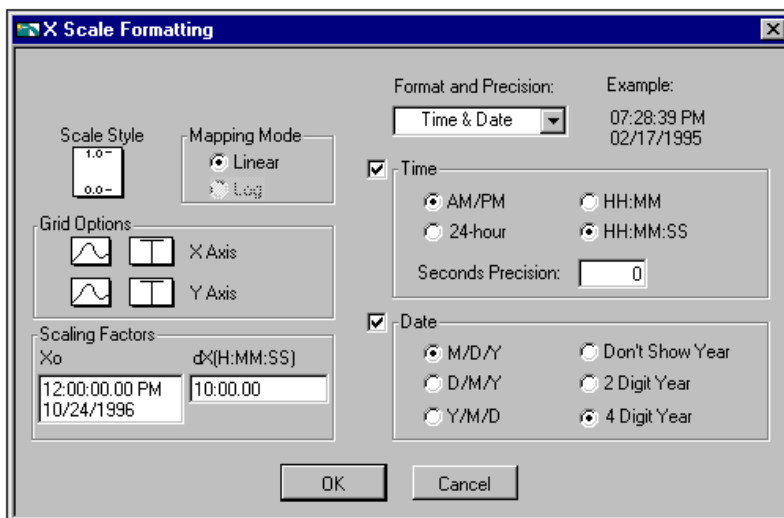 X Scale Formatting
Format and Precision:
Example:
Time & Date
07:28:39 PM
02/17/1995
Scale Style
1.0
0.0
Mapping Mode
Linear
Log
Time
AM/PM
HH:MM
24-hour
HH:MM:SS
Seconds Precision:
0
Grid Options
X Axis
Y Axis
Scaling Factors
Xo
dX(H:MM:SS)
12:00:00.00 PM
10/24/1996
10:00.00
Date
M/D/Y
Don't Show Year
D/M/Y
2 Digit Year
Y/M/D
4 Digit Year
OK
Cancel